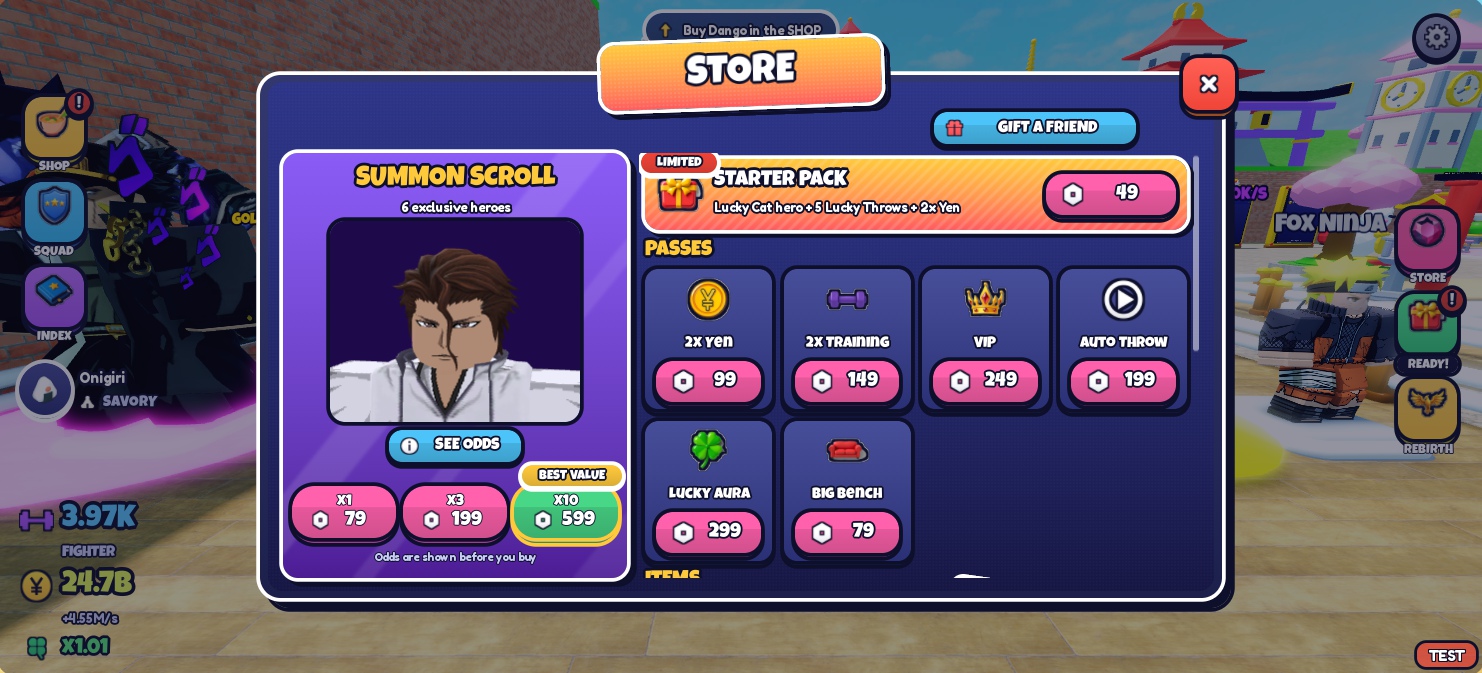 Buy Dango in the SHOP
STORE
GIFT A FRIEND
SHOP
SQUAD
INDEX
Onigiri
SAVORY
3.97K
FIGHTER
24.7B
+4.55M/s
X1.01
SUMMON SCROLL
6 exclusive heroes
SEE ODDS
BEST VALUE
X1
79
X3
199
X10
599
Odds are shown before you buy
LIMITED
STARTER PACK
Lucky Cat hero + 5 Lucky Throws + 2x Yen
49
PASSES
2X Yen
99
2X TRAINING
149
VIP
249
AUTO THROW
199
LUCKY AURA
299
BIG BENCH
79
ITEMS
FOX NINJA
STORE
READY!
REBIRTH
TEST